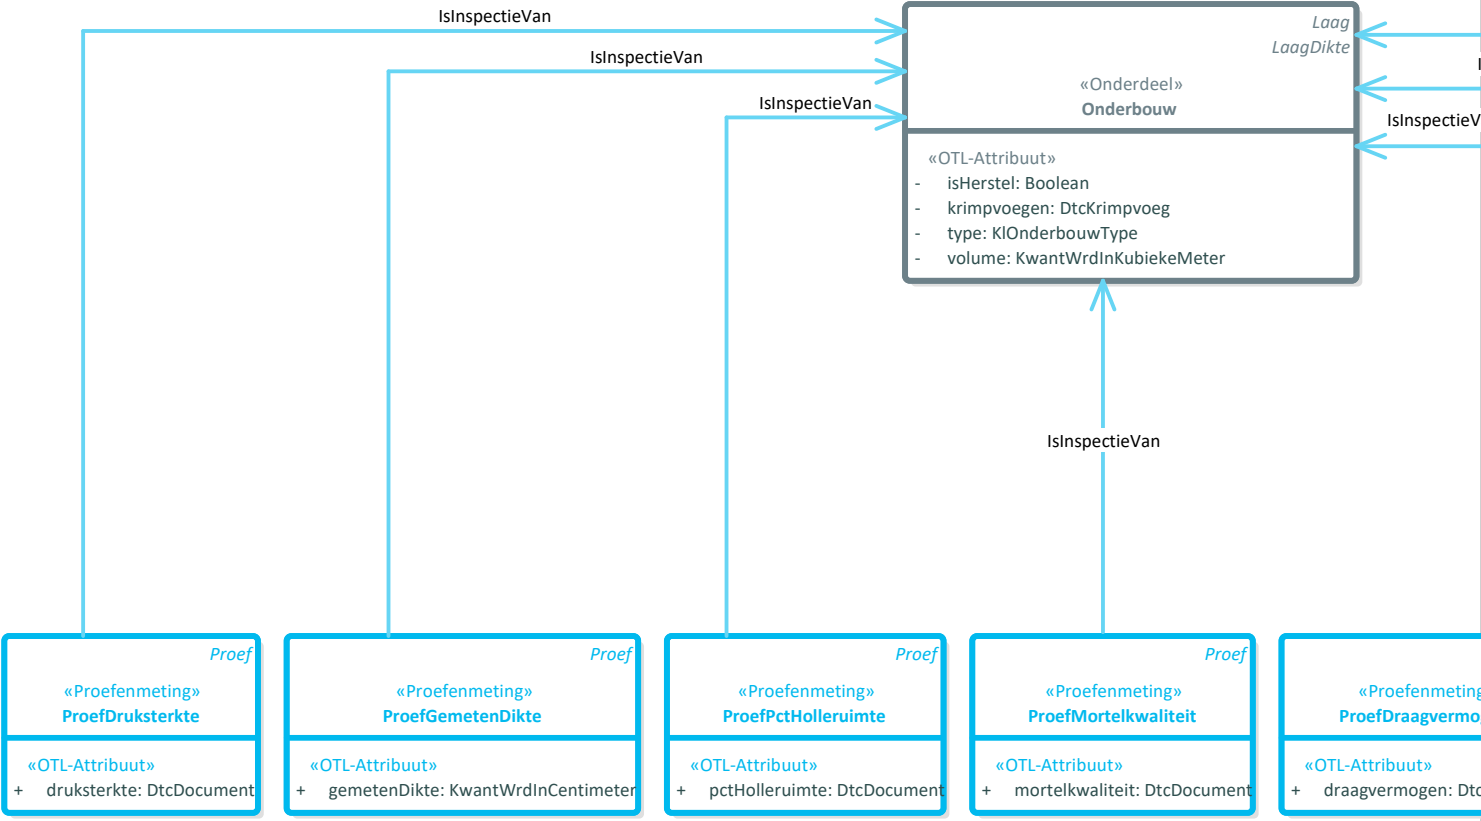 IsInspectieVan
IsInspectieVan
IsInspectieVan
Laag
LaagDikte
«Onderdeel»
Onderbouw
«OTL-Attribuut»
- isHerstel: Boolean
- krimpvoegen: DtcKrimpvoeg
- type: KlOnderbouwType
- volume: KwantWrdInKubiekeMeter
IsInspectieV
IsInspectieVan
Proef
«Proefenmeting»
ProefDruksterkte
«OTL-Attribuut»
+ druksterkte: DtcDocument
Proef
«Proefenmeting»
ProefGemetenDikte
«OTL-Attribuut»
+ gemetenDikte: KwantWrdInCentimeter
Proef
«Proefenmeting»
ProefPctHolleruimte
«OTL-Attribuut»
+ pctHolleruimte: DtcDocument
Proef
«Proefenmeting»
ProefMortelkwaliteit
«OTL-Attribuut»
+ mortelkwaliteit: DtcDocument
«Proefenmeting
ProefDraagvermo
«OTL-Attribuut»
+ draagvermogen: Dtc